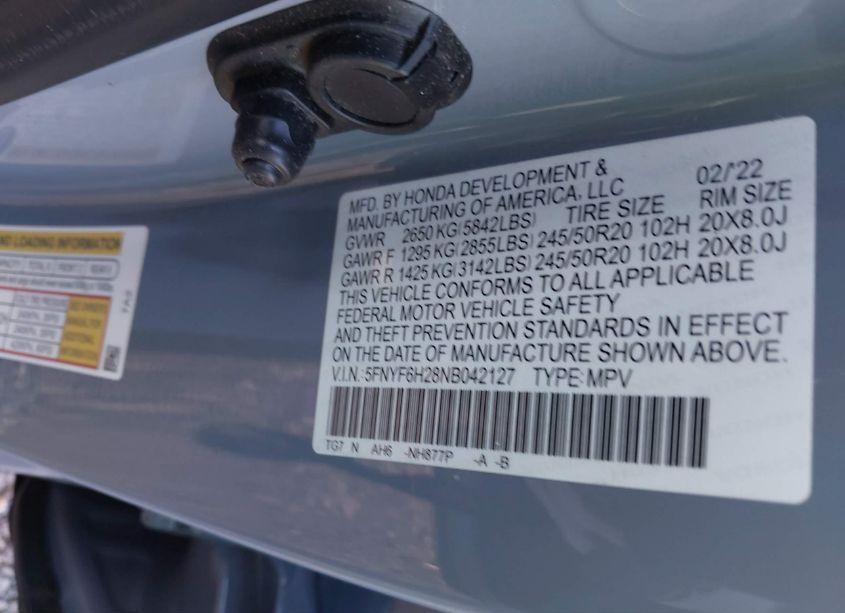 AND LOADING INFORMATION
MFD. BY HONDA DEVELOPMENT & 02/'22
MANUFACTURING OF AMERICA, LLC
GVWR 2650 KG(5842LBS) TIRE SIZE RIM SIZE
GAWR F 1295 KG(2855LBS) 245/50R20 102H 20X8.0J
GAWR R 1425 KG(3142LBS) 245/50R20 102H 20X8.0J
THIS VEHICLE CONFORMS TO ALL APPLICABLE
FEDERAL MOTOR VEHICLE SAFETY
AND THEFT PREVENTION STANDARDS IN EFFECT
ON THE DATE OF MANUFACTURE SHOWN ABOVE.
V.I.N.: 5FNYF6H28NB042127 TYPE: MPV
TG7 N AH6 -NH877P -A -B